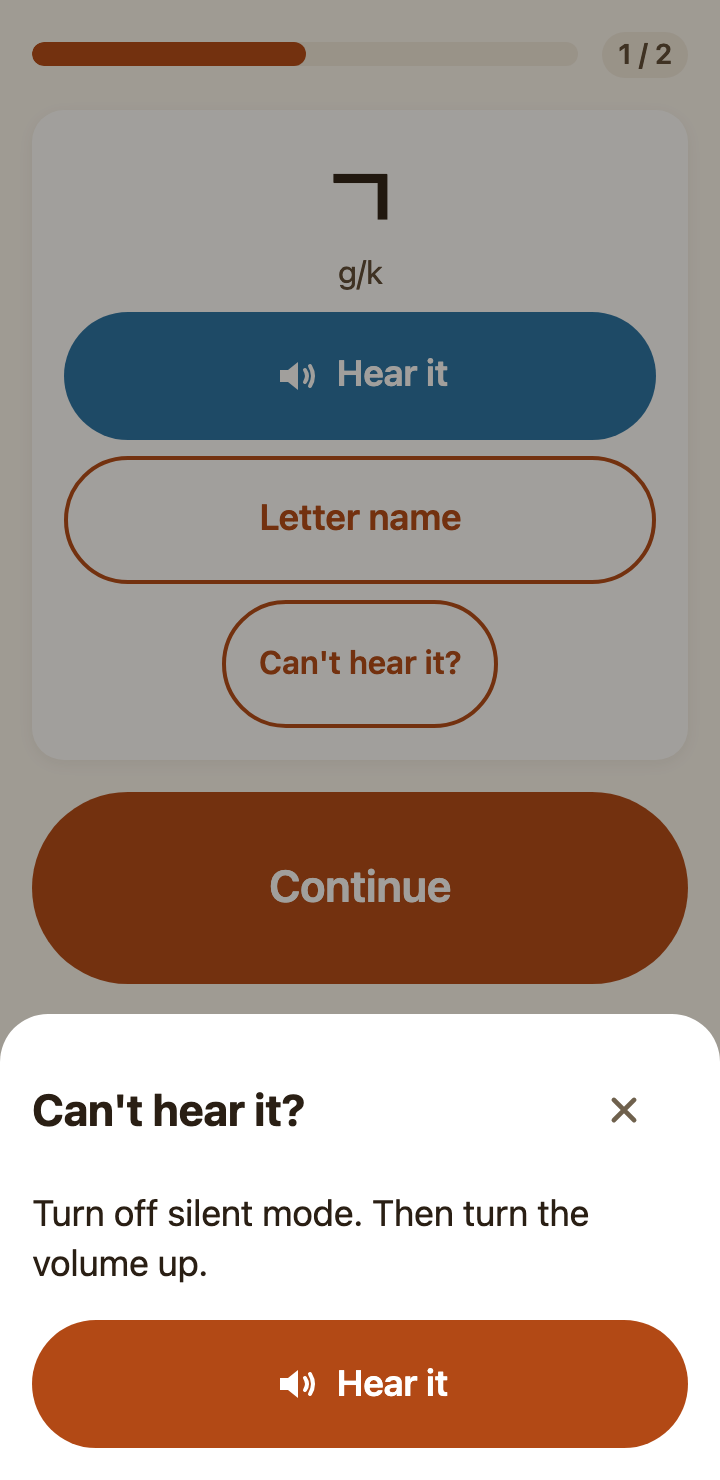 1 / 2
ㄱ
g/k
Hear it
Letter name
Can't hear it?
Continue
Can't hear it?
Turn off silent mode. Then turn the
volume up.
Hear it